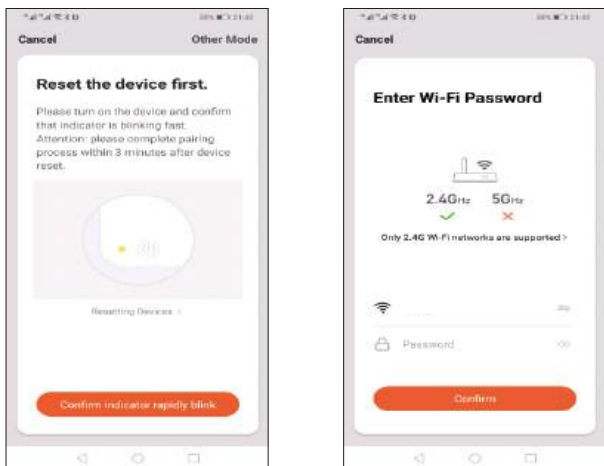 Cancel
Other Mode
Reset the device first.
Please turn on the device and confirm
that indicator is blinking fast.
Attention: please complete pairing
process within 3 minutes after device
reset.
Resetting Devices >
Confirm indicator rapidly blink
Cancel
Enter Wi-Fi Password
2.4GHz 5GHz
Only 2.4G Wi-Fi networks are supported >
Password
Confirm